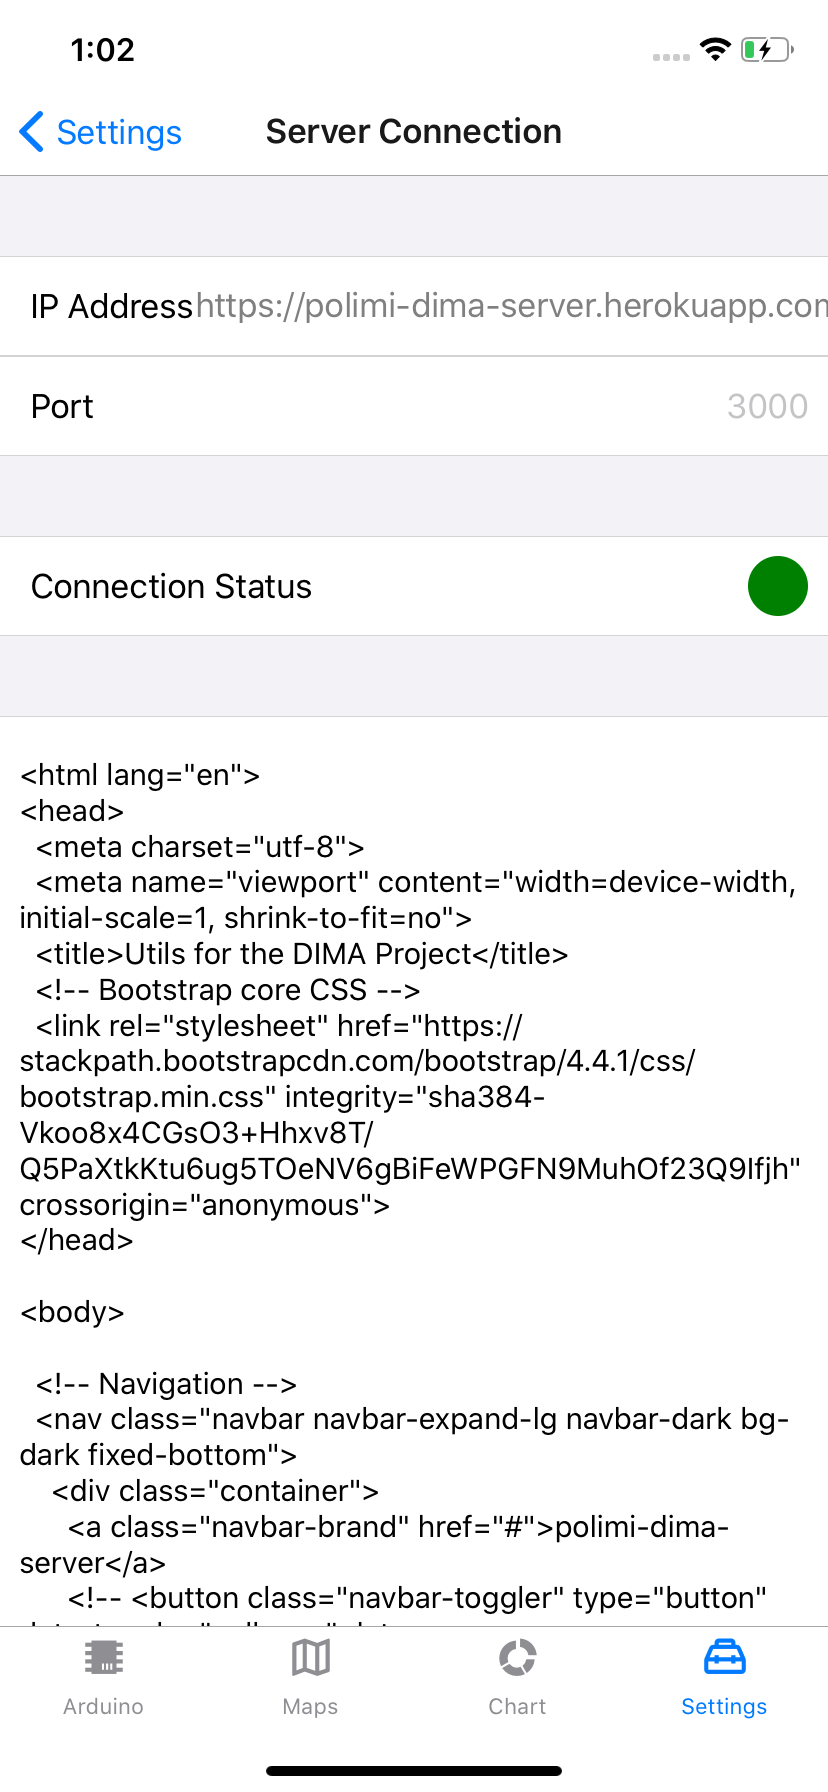 1:02
Settings
Server Connection
IP Address https://polimi-dima-server.herokuapp.com
Port 3000
Connection Status
<html lang="en">
<head>
  <meta charset="utf-8">
  <meta name="viewport" content="width=device-width,
initial-scale=1, shrink-to-fit=no">
  <title>Utils for the DIMA Project</title>
  <!-- Bootstrap core CSS -->
  <link rel="stylesheet" href="https://
stackpath.bootstrapcdn.com/bootstrap/4.4.1/css/
bootstrap.min.css" integrity="sha384-
Vkoo8x4CGsO3+Hhxv8T/
Q5PaXtkKtu6ug5TOeNV6gBiFeWPGFN9MuhOf23Q9Ifjh"
crossorigin="anonymous">
</head>
<body>
  <!-- Navigation -->
  <nav class="navbar navbar-expand-lg navbar-dark bg-
dark fixed-bottom">
    <div class="container">
      <a class="navbar-brand" href="#">polimi-dima-
server</a>
      <!-- <button class="navbar-toggler" type="button"
Arduino
Maps
Chart
Settings